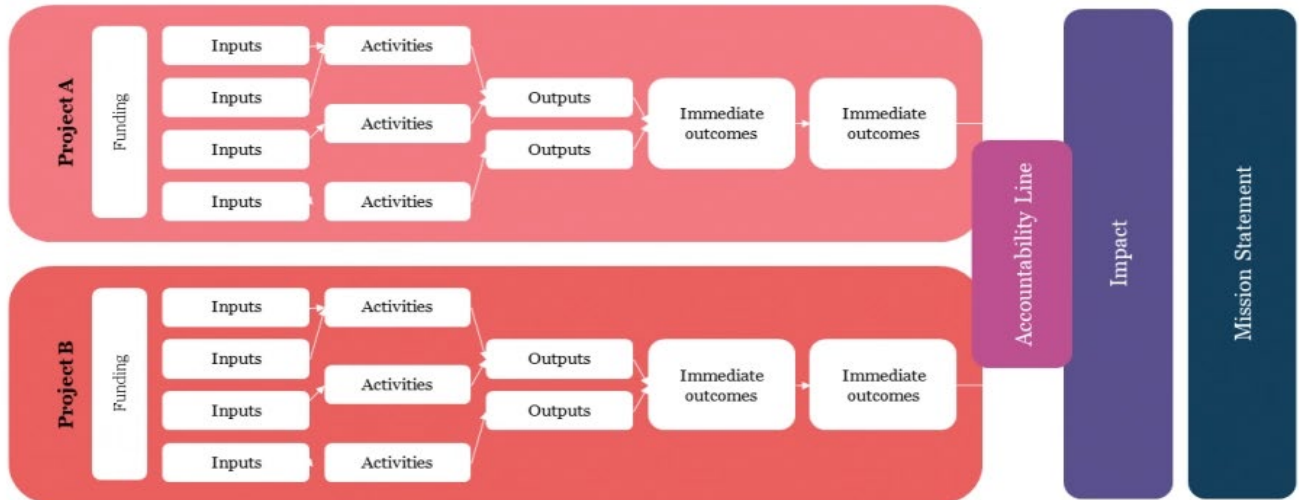 Project A
Funding
Inputs
Inputs
Inputs
Inputs
Activities
Activities
Activities
Outputs
Outputs
Immediate
outcomes
Immediate
outcomes
Project B
Funding
Inputs
Inputs
Inputs
Inputs
Activities
Activities
Activities
Outputs
Outputs
Immediate
outcomes
Immediate
outcomes
Accountability Line
Impact
Mission Statement